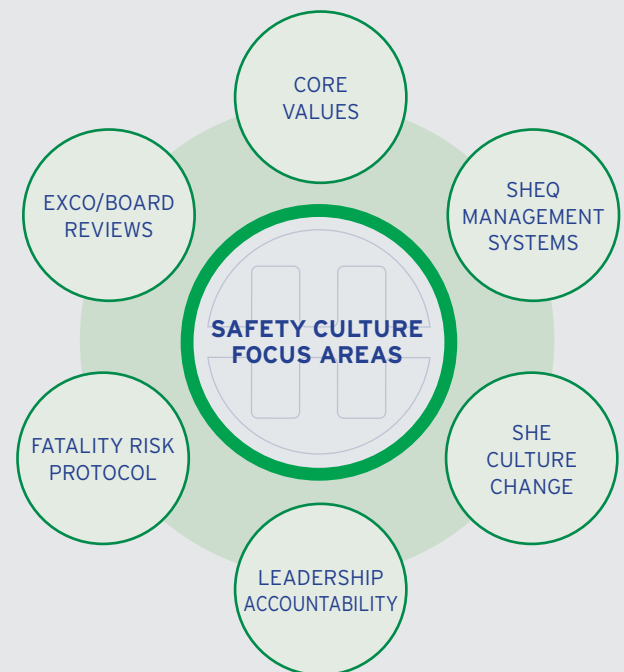 CORE
VALUES
SHEQ
MANAGEMENT
SYSTEMS
SHE
CULTURE
CHANGE
LEADERSHIP
ACCOUNTABILITY
FATALITY RISK
PROTOCOL
EXCO/BOARD
REVIEWS
SAFETY CULTURE
FOCUS AREAS